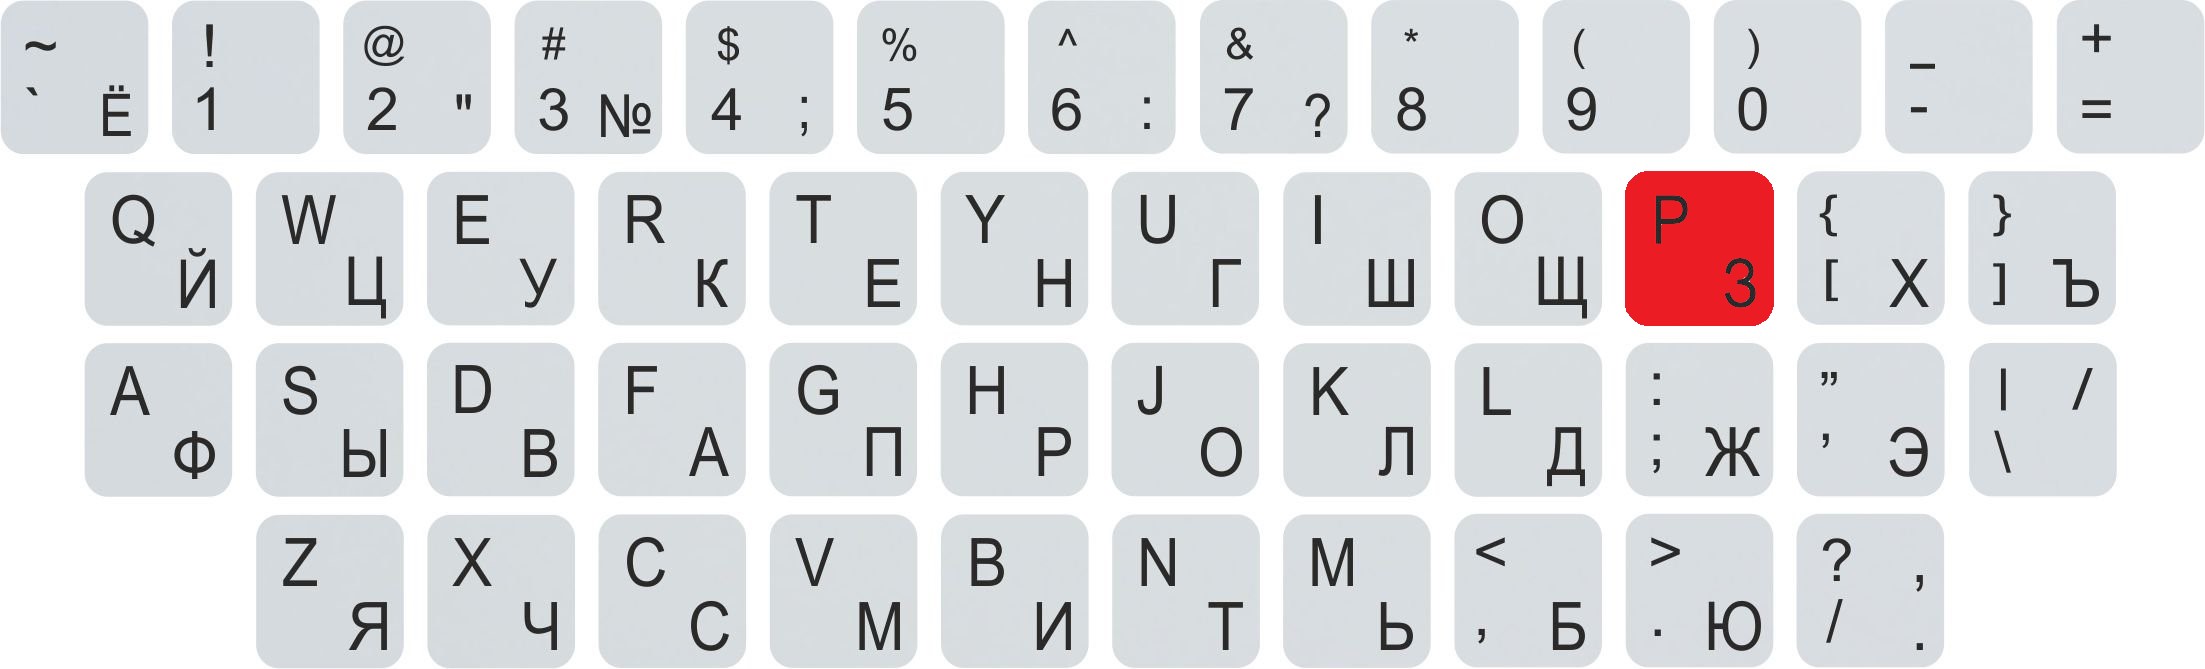 ~ ! @ # $ % ^ & * ( ) _ +
` Ё 1 2 " 3 № 4 ; 5 6 : 7 ? 8 9 0 - =
Q W E R T Y U I O P { }
Й Ц У К Е Н Г Ш Щ З [ Х ] Ъ
A S D F G H J K L : ” | /
Ф Ы В А П Р О Л Д ; Ж ’ Э \
Z X C V B N M < > ? ,
Я Ч С М И Т Ь , Б . Ю / .